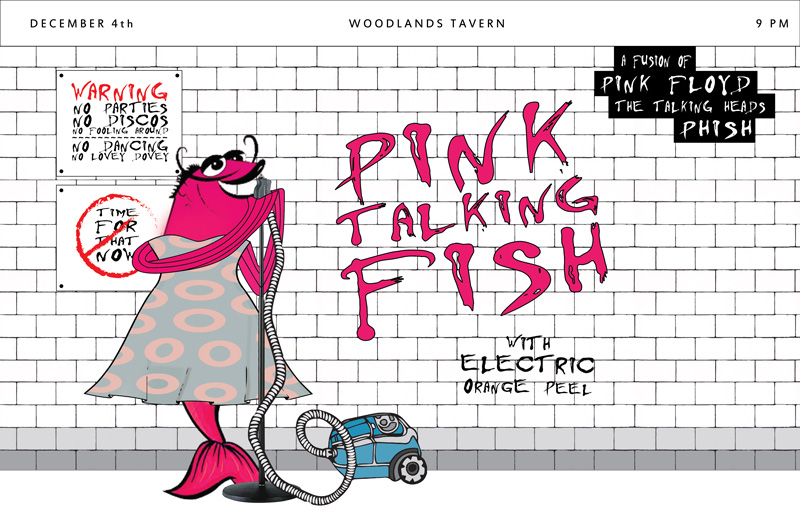 DECEMBER 4th
WOODLANDS TAVERN
9 PM
A FUSION OF
PINK FLOYD
THE TALKING HEADS
PHISH
WARNING
NO PARTIES
NO DISCOS
NO FOOLING AROUND
NO DANCING
NO LOVEY DOVEY
TIME
FOR
THAT
NOW
PINK
TALKING
FISH
WITH
ELECTRIC
ORANGE PEEL